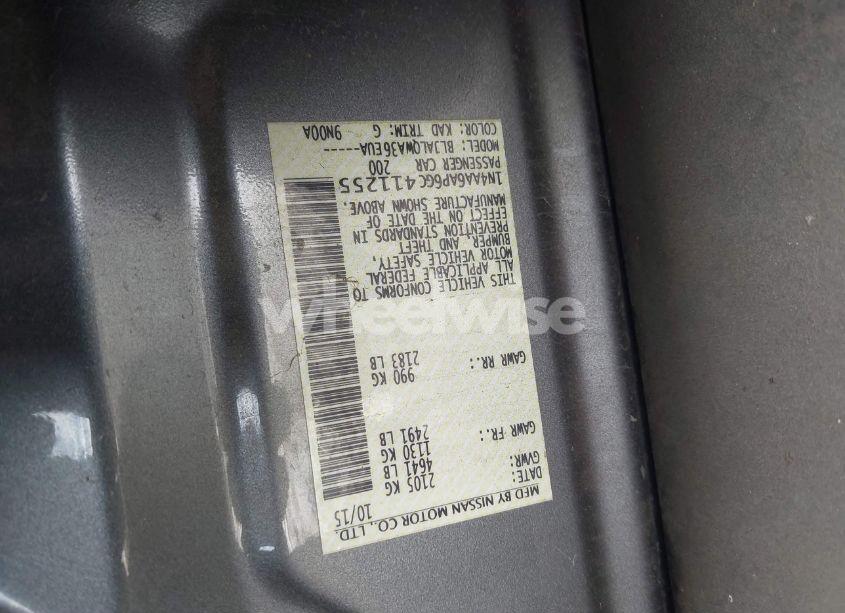 MFD BY NISSAN MOTOR CO., LTD.
DATE: 10/15
GVWR: 2105 KG
4641 LB
GAWR FR.: 1130 KG
2491 LB
GAWR RR.: 990 KG
2183 LB
THIS VEHICLE CONFORMS TO
ALL APPLICABLE FEDERAL
MOTOR VEHICLE SAFETY,
BUMPER AND THEFT
PREVENTION STANDARDS IN
EFFECT ON THE DATE OF
MANUFACTURE SHOWN ABOVE.
1N4AA6AP6GC411255
PASSENGER CAR 200
MODEL: BLJALQWA36EUA-----
COLOR: KAD TRIM: G 9N00A
wheelwise